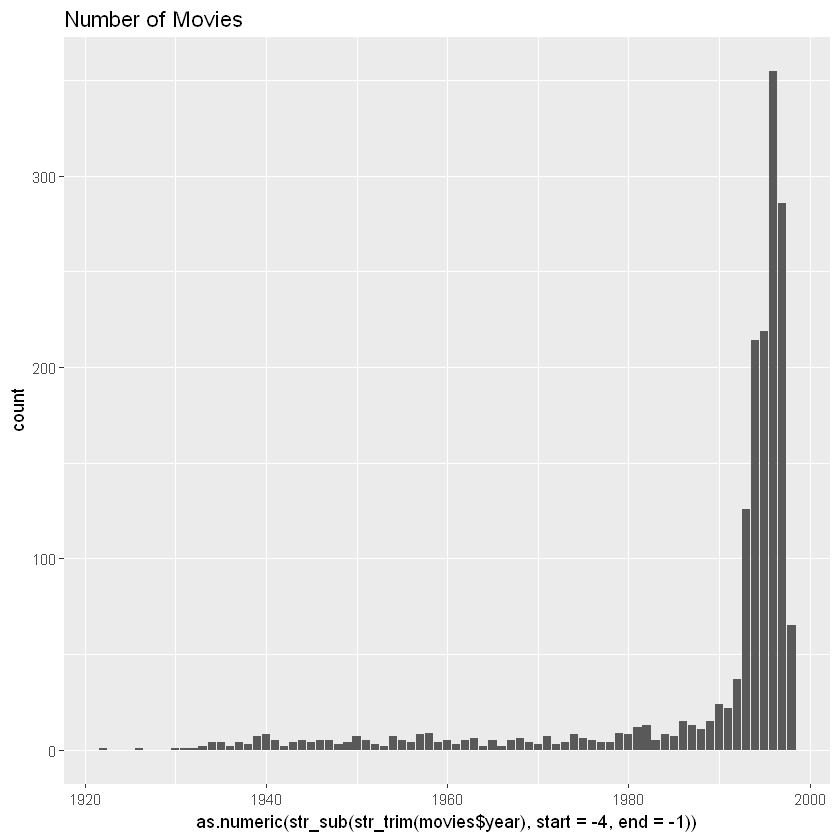 Number of Movies
300
200
100
0
count
1920 1940 1960 1980 2000
as.numeric(str_sub(str_trim(movies$year), start = -4, end = -1))